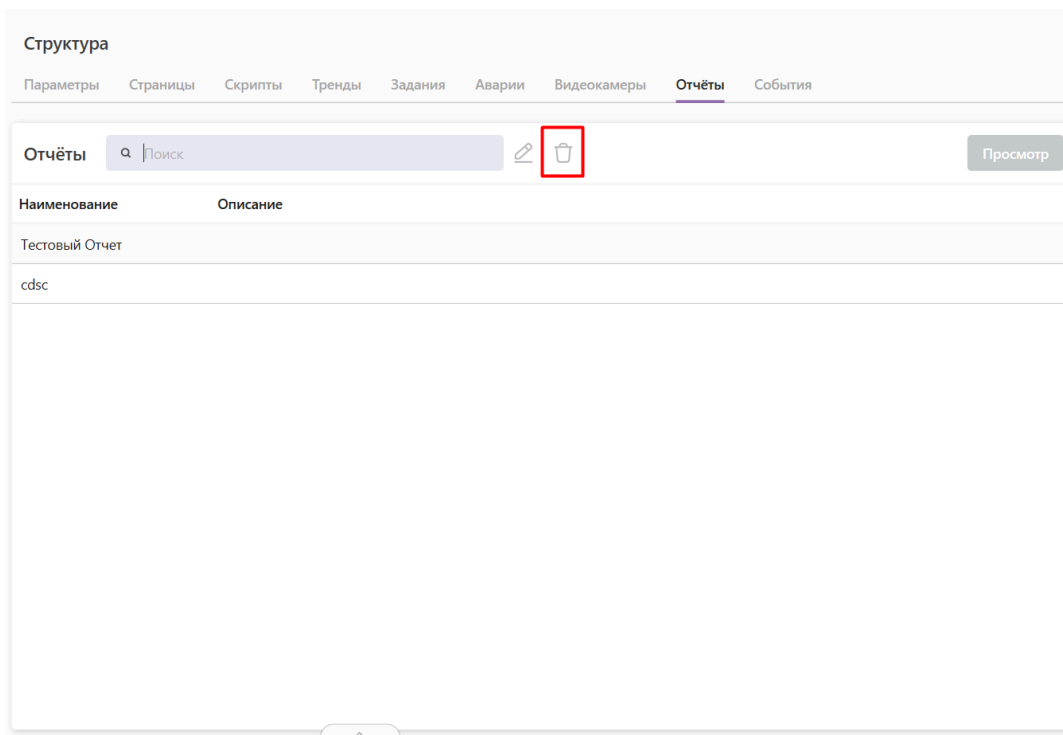 Структура
Параметры Страницы Скрипты Тренды Задания Аварии Видеокамеры Отчёты События
Отчёты Поиск Просмотр
Наименование Описание
Тестовый Отчет
cdsc